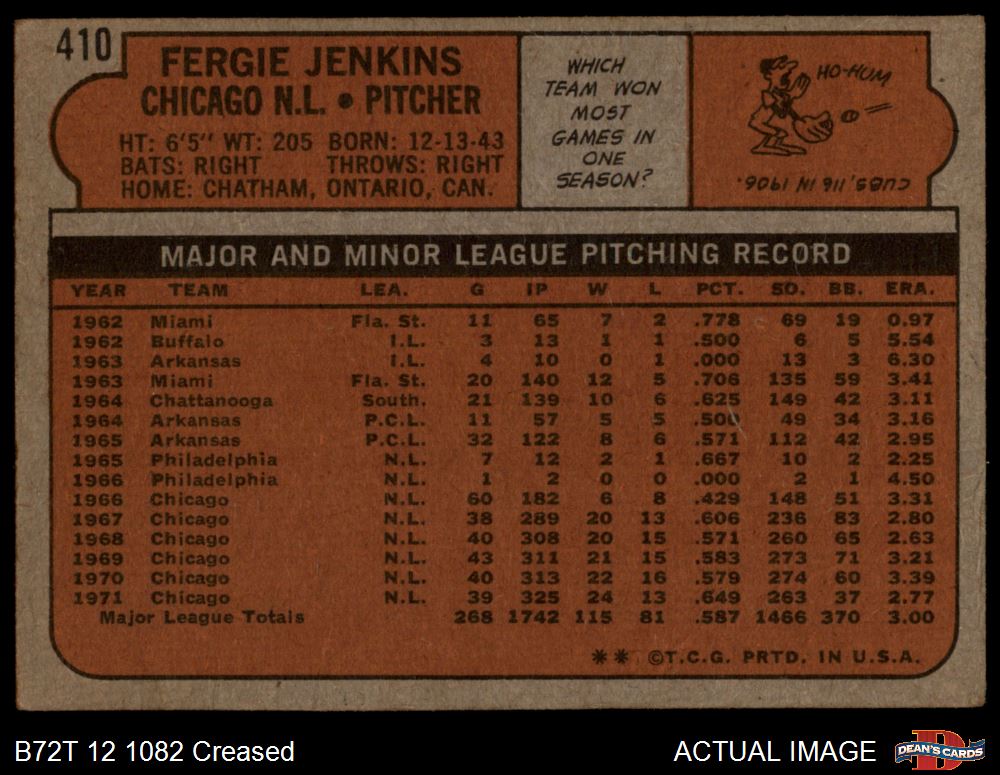 410
FERGIE JENKINS
CHICAGO N.L. • PITCHER
HT: 6'5" WT: 205 BORN: 12-13-43
BATS: RIGHT THROWS: RIGHT
HOME: CHATHAM, ONTARIO, CAN.
WHICH
TEAM WON
MOST
GAMES IN
ONE
SEASON?
HO-HUM
CUBS, 116 IN 1906.
MAJOR AND MINOR LEAGUE PITCHING RECORD
YEAR TEAM LEA. G IP W L PCT. SO. BB. ERA.
1962 Miami Fla. St. 11 65 7 2 .778 69 19 0.97
1962 Buffalo I.L. 3 13 1 1 .500 6 5 5.54
1963 Arkansas I.L. 4 10 0 1 .000 13 3 6.30
1963 Miami Fla. St. 20 140 12 5 .706 135 59 3.41
1964 Chattanooga South. 21 139 10 6 .625 149 42 3.11
1964 Arkansas P.C.L. 11 57 5 5 .500 49 34 3.16
1965 Arkansas P.C.L. 32 122 8 6 .571 112 42 2.95
1965 Philadelphia N.L. 7 12 2 1 .667 10 2 2.25
1966 Philadelphia N.L. 1 2 0 0 .000 2 1 4.50
1966 Chicago N.L. 60 182 6 8 .429 148 51 3.31
1967 Chicago N.L. 38 289 20 13 .606 236 83 2.80
1968 Chicago N.L. 40 308 20 15 .571 260 65 2.63
1969 Chicago N.L. 43 311 21 15 .583 273 71 3.21
1970 Chicago N.L. 40 313 22 16 .579 274 60 3.39
1971 Chicago N.L. 39 325 24 13 .649 263 37 2.77
Major League Totals 268 1742 115 81 .587 1466 370 3.00
** ©T.C.G. PRTD. IN U.S.A.
B72T 12 1082 Creased
ACTUAL IMAGE
D
DEAN'S CARDS